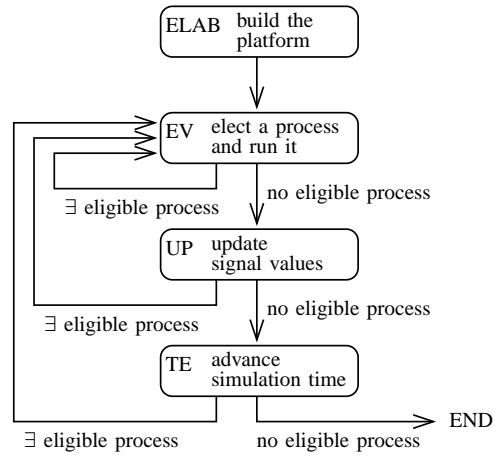 ELAB build the
platform
EV elect a process
and run it
∃ eligible process
no eligible process
UP update
signal values
∃ eligible process
no eligible process
TE advance
simulation time
∃ eligible process
no eligible process
END